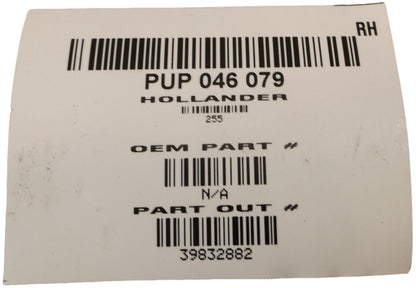 RH
PUP 046 079
HOLLANDER
255
OEM PART #
N/A
PART OUT #
39832882